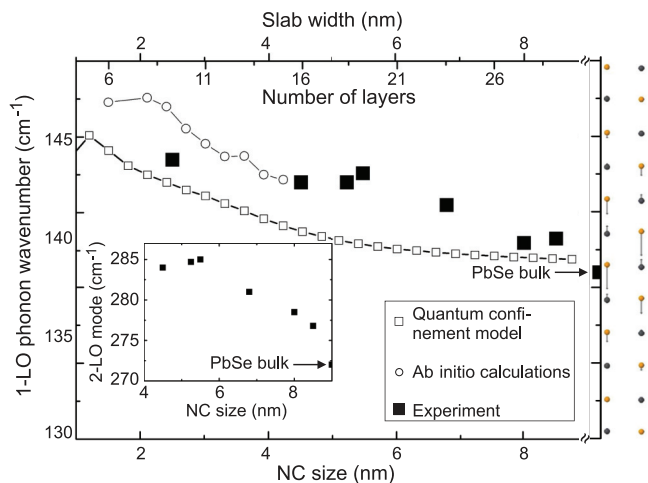 Slab width (nm)
2 4 6 8
6 11 16 21 26
Number of layers
1-LO phonon wavenumber (cm⁻¹)
145
140
135
130
PbSe bulk
2-LO mode (cm⁻¹)
285
280
275
270
PbSe bulk
4 6 8
NC size (nm)
Quantum confi-
nement model
Ab initio calculations
Experiment
2 4 6 8
NC size (nm)